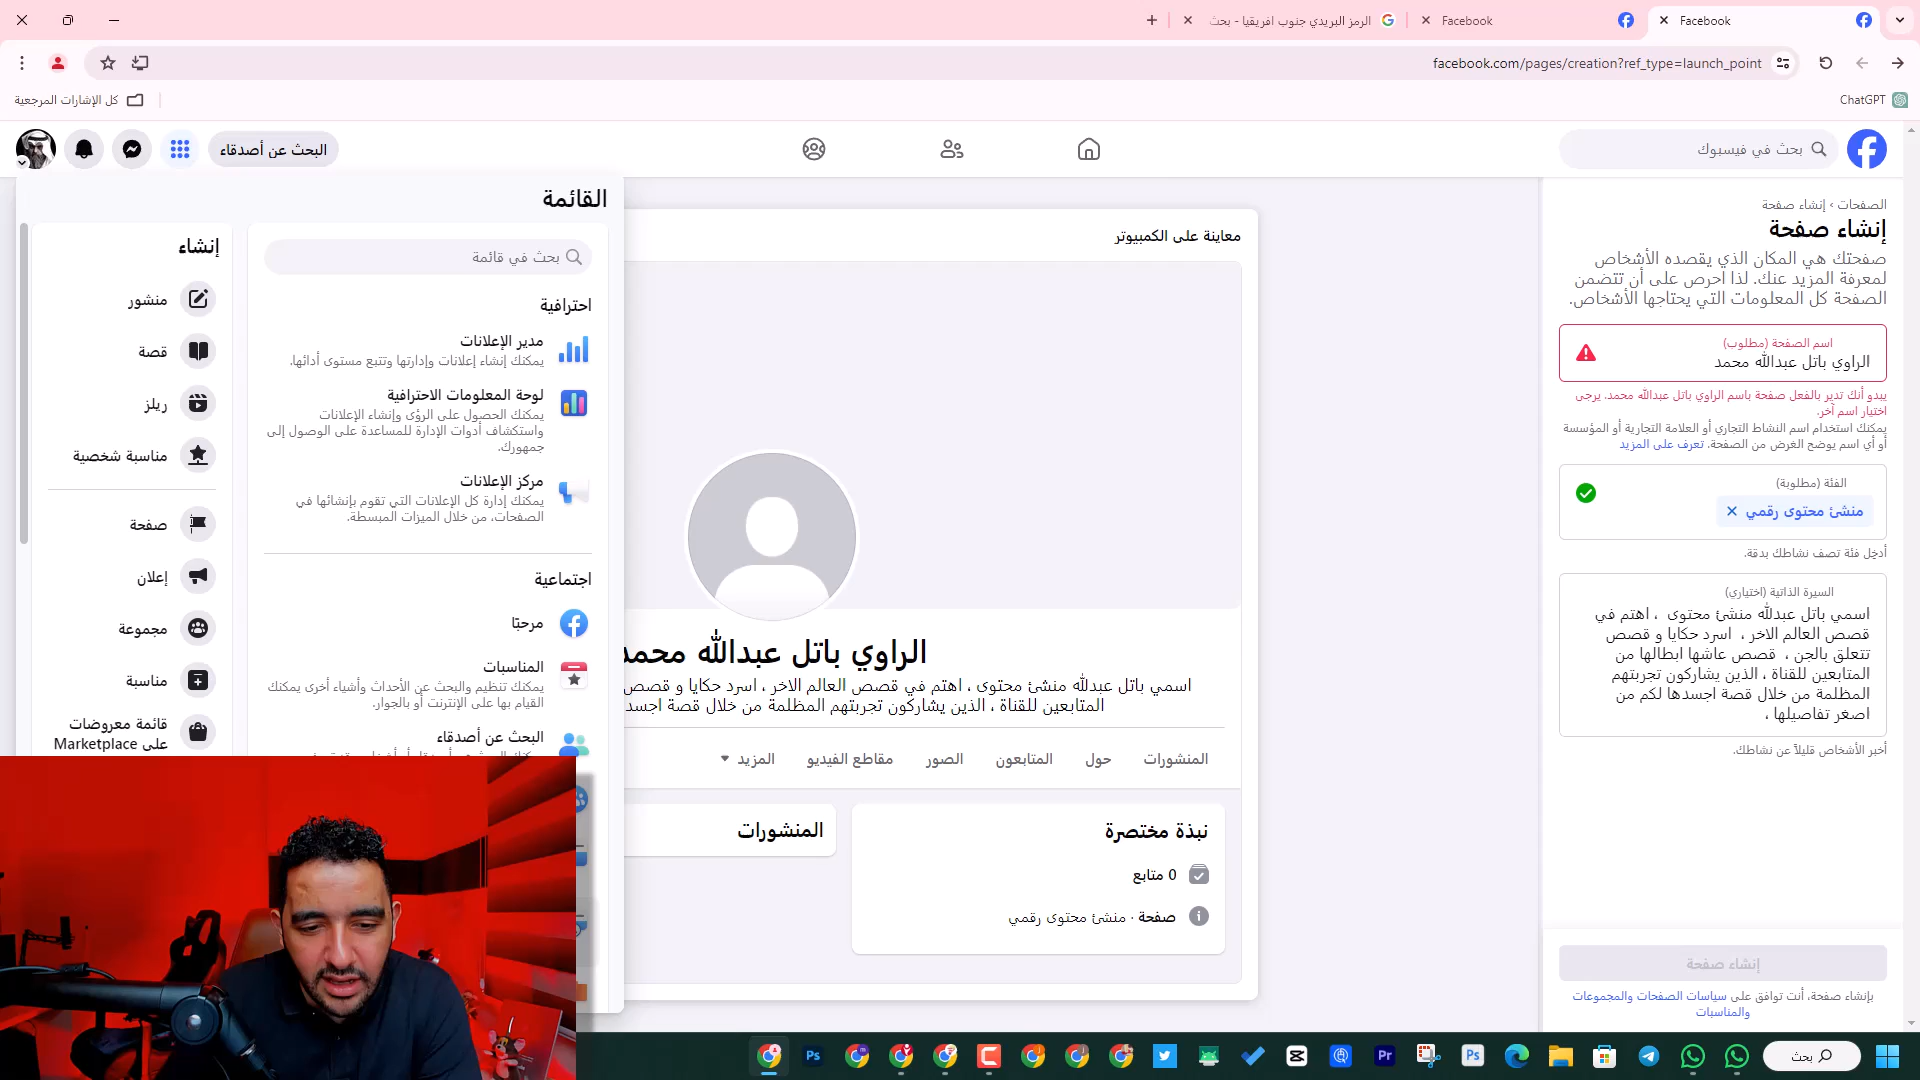 Facebook
Facebook
الرمز البريدي جنوب افريقيا - بحث
facebook.com/pages/creation?ref_type=launch_point
ChatGPT
كل الإشارات المرجعية
بحث في فيسبوك
البحث عن أصدقاء
الصفحات › إنشاء صفحة
إنشاء صفحة
صفحتك هي المكان الذي يقصده الأشخاص
لمعرفة المزيد عنك. لذا احرص على أن تتضمن
الصفحة كل المعلومات التي يحتاجها الأشخاص.
اسم الصفحة (مطلوب)
الراوي باتل عبدالله محمد
يبدو أنك تدير بالفعل صفحة باسم الراوي باتل عبدالله محمد. يرجى
اختيار اسم آخر.
يمكنك استخدام اسم النشاط التجاري أو العلامة التجارية أو المؤسسة
أو أي اسم يوضح الغرض من الصفحة. تعرف على المزيد
الفئة (مطلوبة)
منشئ محتوى رقمي
أدخل فئة تصف نشاطك بدقة.
السيرة الذاتية (اختياري)
اسمي باتل عبدالله منشئ محتوى ، اهتم في
قصص العالم الاخر ، اسرد حكايا و قصص
تتعلق بالجن ، قصص عاشها ابطالها من
المتابعين للقناة ، الذين يشاركون تجربتهم
المظلمة من خلال قصة اجسدها لكم من
اصغر تفاصيلها ،
أخبر الأشخاص قليلاً عن نشاطك.
إنشاء صفحة
بإنشاء صفحة، أنت توافق على سياسات الصفحات والمجموعات
والمناسبات
معاينة على الكمبيوتر
الراوي باتل عبدالله محمد
اسمي باتل عبدالله منشئ محتوى ، اهتم في قصص العالم الاخر ، اسرد حكايا و قصص
المتابعين للقناة ، الذين يشاركون تجربتهم المظلمة من خلال قصة اجسد
المنشورات
حول
المتابعون
الصور
مقاطع الفيديو
المزيد
نبذة مختصرة
0 متابع
صفحة · منشئ محتوى رقمي
المنشورات
القائمة
بحث في قائمة
احترافية
مدير الإعلانات
يمكنك إنشاء إعلانات وإدارتها وتتبع مستوى أدائها.
لوحة المعلومات الاحترافية
يمكنك الحصول على الرؤى وإنشاء الإعلانات
واستكشاف أدوات الإدارة للمساعدة على الوصول إلى
جمهورك.
مركز الإعلانات
يمكنك إدارة كل الإعلانات التي تقوم بإنشائها في
الصفحات، من خلال الميزات المبسطة.
اجتماعية
مرحبًا
المناسبات
يمكنك تنظيم والبحث عن الأحداث وأشياء أخرى يمكنك
القيام بها على الإنترنت أو بالجوار.
البحث عن أصدقاء
إنشاء
منشور
قصة
ريلز
مناسبة شخصية
صفحة
إعلان
مجموعة
مناسبة
قائمة معروضات
على Marketplace
Ps
Pr
Ps
بحث